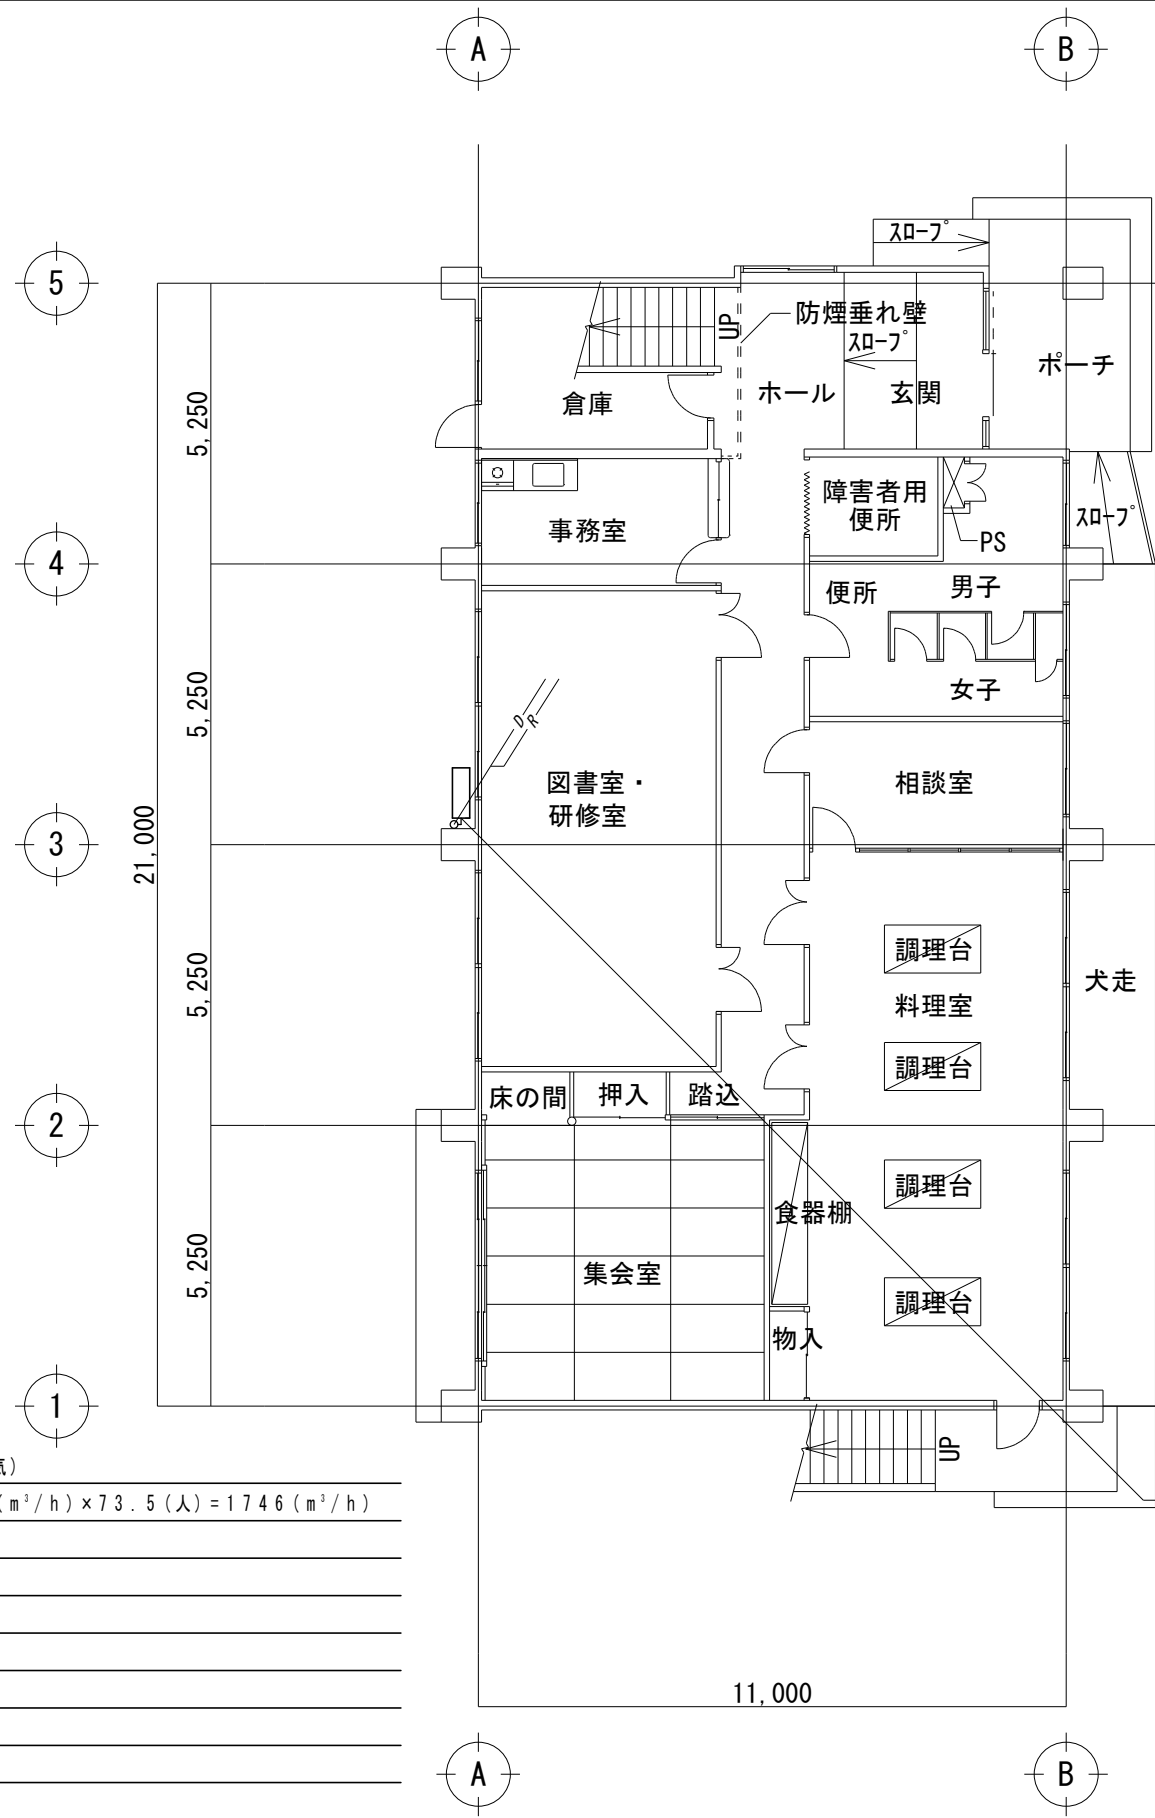 A
B
スロープ
5
防煙垂れ壁
UP
スロープ
ポーチ
ホール
玄関
倉庫
5,250
障害者用
便所
スロープ
事務室
PS
4
便所
男子
女子
5,250
D
R
図書室・
研修室
相談室
21,000
3
調理台
犬走
料理室
5,250
調理台
床の間
押入
踏込
2
調理台
食器棚
5,250
集会室
調理台
物入
1
UP
気)
(m³/h)×73.5(人)=1746(m³/h)
11,000
A
B